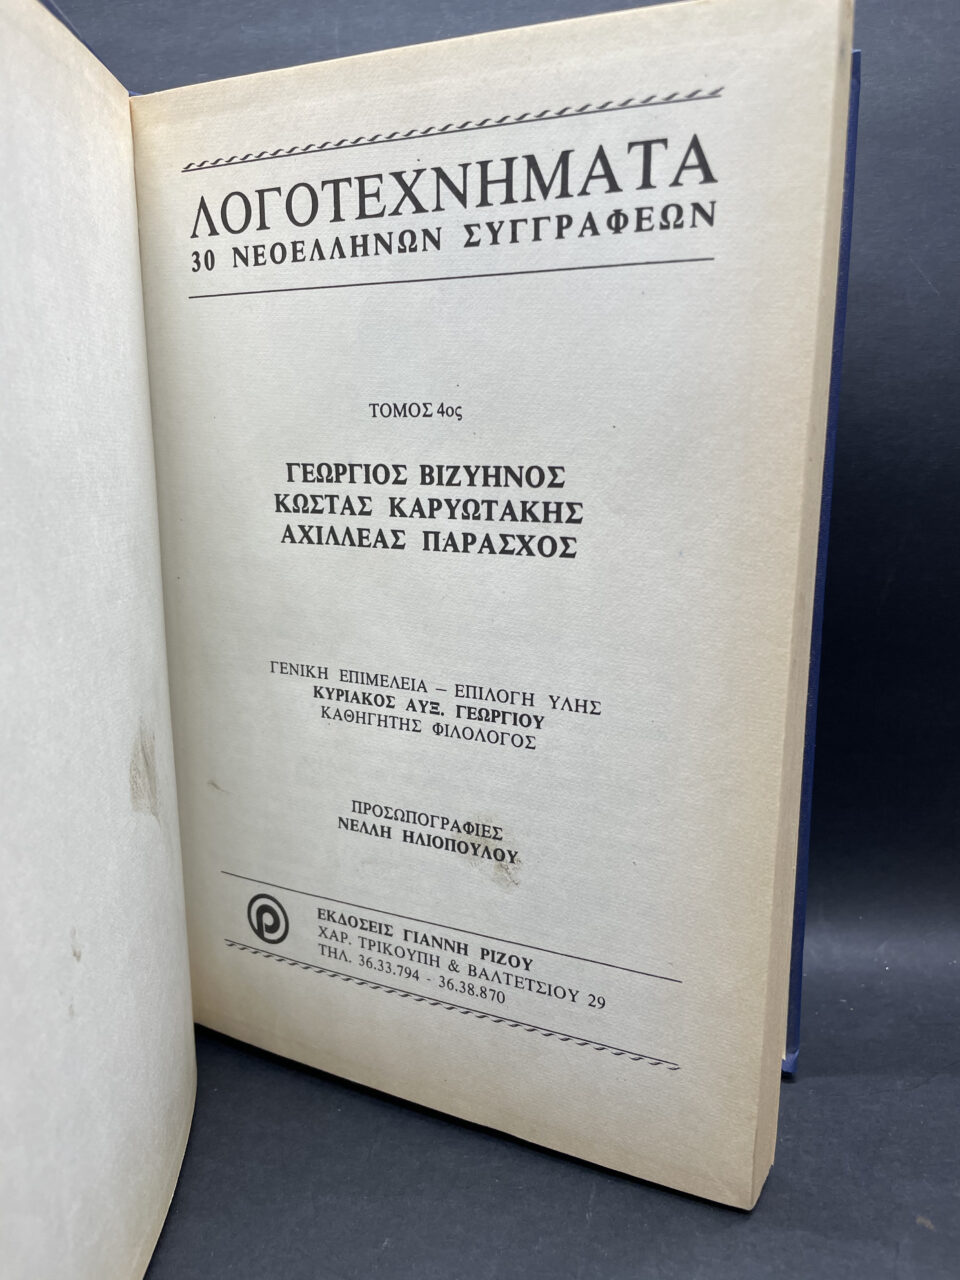 ΛΟΓΟΤΕΧΝΗΜΑΤΑ
30 ΝΕΟΕΛΛΗΝΩΝ ΣΥΓΓΡΑΦΕΩΝ
ΤΟΜΟΣ 4ος
ΓΕΩΡΓΙΟΣ ΒΙΖΥΗΝΟΣ
ΚΩΣΤΑΣ ΚΑΡΥΩΤΑΚΗΣ
ΑΧΙΛΛΕΑΣ ΠΑΡΑΣΧΟΣ
ΓΕΝΙΚΗ ΕΠΙΜΕΛΕΙΑ – ΕΠΙΛΟΓΗ ΥΛΗΣ
ΚΥΡΙΑΚΟΣ ΑΥΞ. ΓΕΩΡΓΙΟΥ
ΚΑΘΗΓΗΤΗΣ ΦΙΛΟΛΟΓΟΣ
ΠΡΟΣΩΠΟΓΡΑΦΙΕΣ
ΝΕΛΛΗ ΗΛΙΟΠΟΥΛΟΥ
ΕΚΔΟΣΕΙΣ ΓΙΑΝΝΗ ΡΙΖΟΥ
ΧΑΡ. ΤΡΙΚΟΥΠΗ & ΒΑΛΤΕΤΣΙΟΥ 29
ΤΗΛ. 36.33.794 - 36.38.870